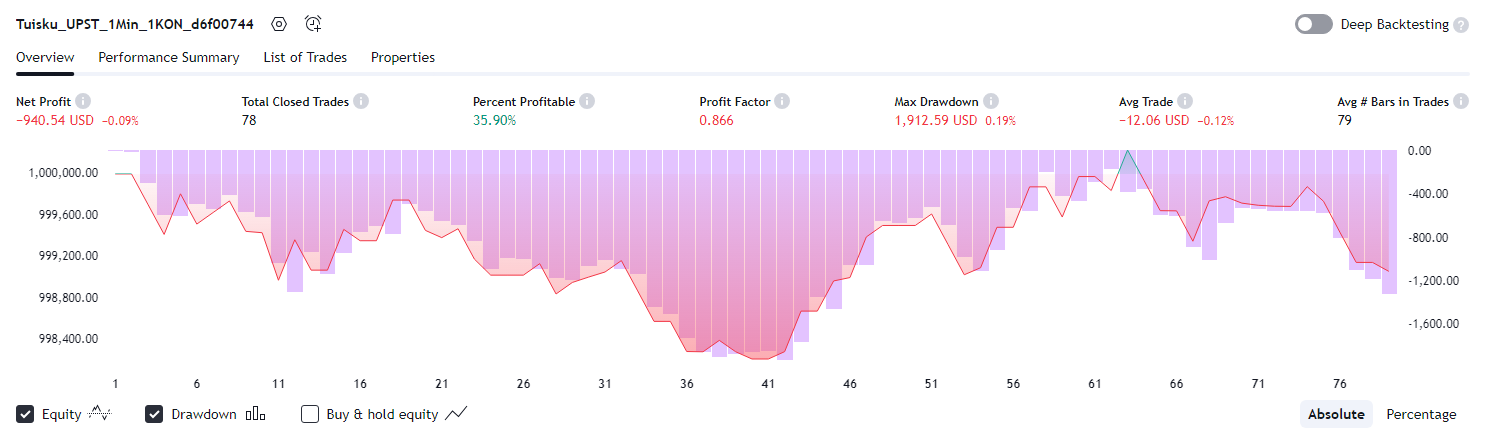 Tuisku_UPST_1Min_1KON_d6f00744
Deep Backtesting ?
Overview Performance Summary List of Trades Properties
Net Profit i Total Closed Trades i Percent Profitable i Profit Factor i Max Drawdown i Avg Trade i Avg # Bars in Trades i
−940.54 USD −0.09% 78 35.90% 0.866 1,912.59 USD 0.19% −12.06 USD −0.12% 79
0.00
1,000,000.00
-400.00
999,600.00
-800.00
999,200.00
-1,200.00
998,800.00
-1,600.00
998,400.00
1 6 11 16 21 26 31 36 41 46 51 56 61 66 71 76
Equity Drawdown Buy & hold equity Absolute Percentage